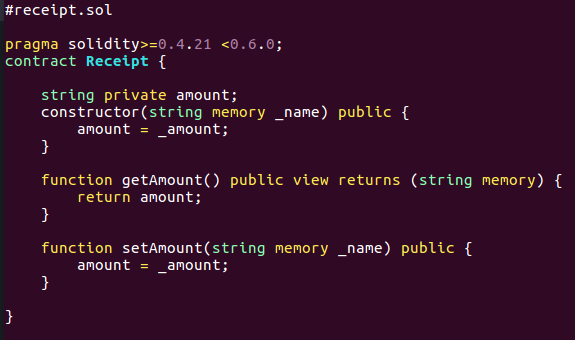 #receipt.sol
pragma solidity>=0.4.21 <0.6.0;
contract Receipt {
string private amount;
constructor(string memory _name) public {
amount = _amount;
}
function getAmount() public view returns (string memory) {
return amount;
}
function setAmount(string memory _name) public {
amount = _amount;
}
}